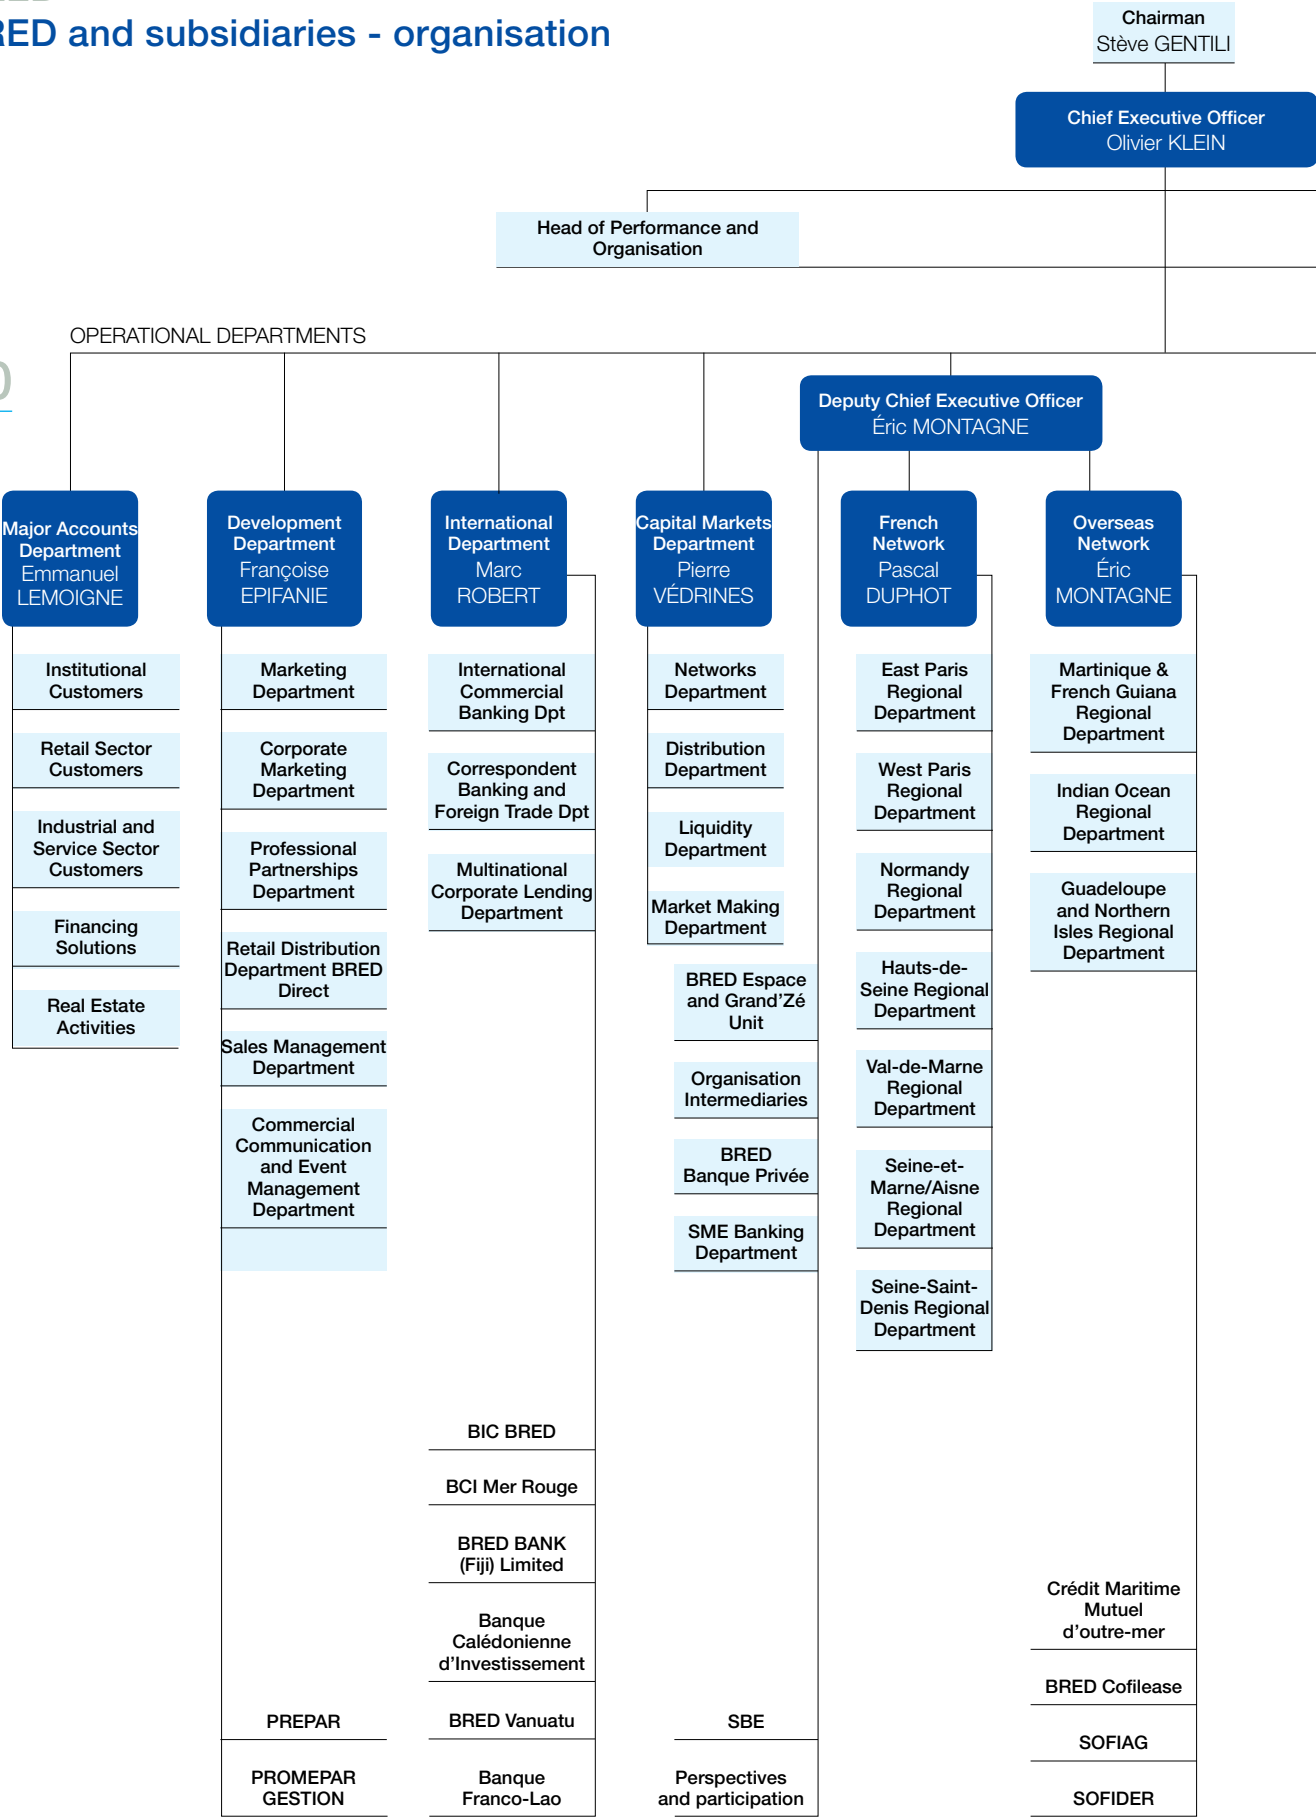 RED and subsidiaries - organisation
Chairman
Stève GENTILI
Chief Executive Officer
Olivier KLEIN
Head of Performance and
Organisation
OPERATIONAL DEPARTMENTS
0
Deputy Chief Executive Officer
Éric MONTAGNE
Major Accounts
Department
Emmanuel
LEMOIGNE
Institutional
Customers
Retail Sector
Customers
Industrial and
Service Sector
Customers
Financing
Solutions
Real Estate
Activities
Development
Department
Françoise
EPIFANIE
Marketing
Department
Corporate
Marketing
Department
Professional
Partnerships
Department
Retail Distribution
Department BRED
Direct
Sales Management
Department
Commercial
Communication
and Event
Management
Department
PREPAR
PROMEPAR
GESTION
International
Department
Marc
ROBERT
International
Commercial
Banking Dpt
Correspondent
Banking and
Foreign Trade Dpt
Multinational
Corporate Lending
Department
BIC BRED
BCI Mer Rouge
BRED BANK
(Fiji) Limited
Banque
Calédonienne
d’Investissement
BRED Vanuatu
Banque
Franco-Lao
Capital Markets
Department
Pierre
VÉDRINES
Networks
Department
Distribution
Department
Liquidity
Department
Market Making
Department
BRED Espace
and Grand’Zé
Unit
Organisation
Intermediaries
BRED
Banque Privée
SME Banking
Department
SBE
Perspectives
and participation
French
Network
Pascal
DUPHOT
East Paris
Regional
Department
West Paris
Regional
Department
Normandy
Regional
Department
Hauts-de-
Seine Regional
Department
Val-de-Marne
Regional
Department
Seine-et-
Marne/Aisne
Regional
Department
Seine-Saint-
Denis Regional
Department
Overseas
Network
Éric
MONTAGNE
Martinique &
French Guiana
Regional
Department
Indian Ocean
Regional
Department
Guadeloupe
and Northern
Isles Regional
Department
Crédit Maritime
Mutuel
d’outre-mer
BRED Cofilease
SOFIAG
SOFIDER